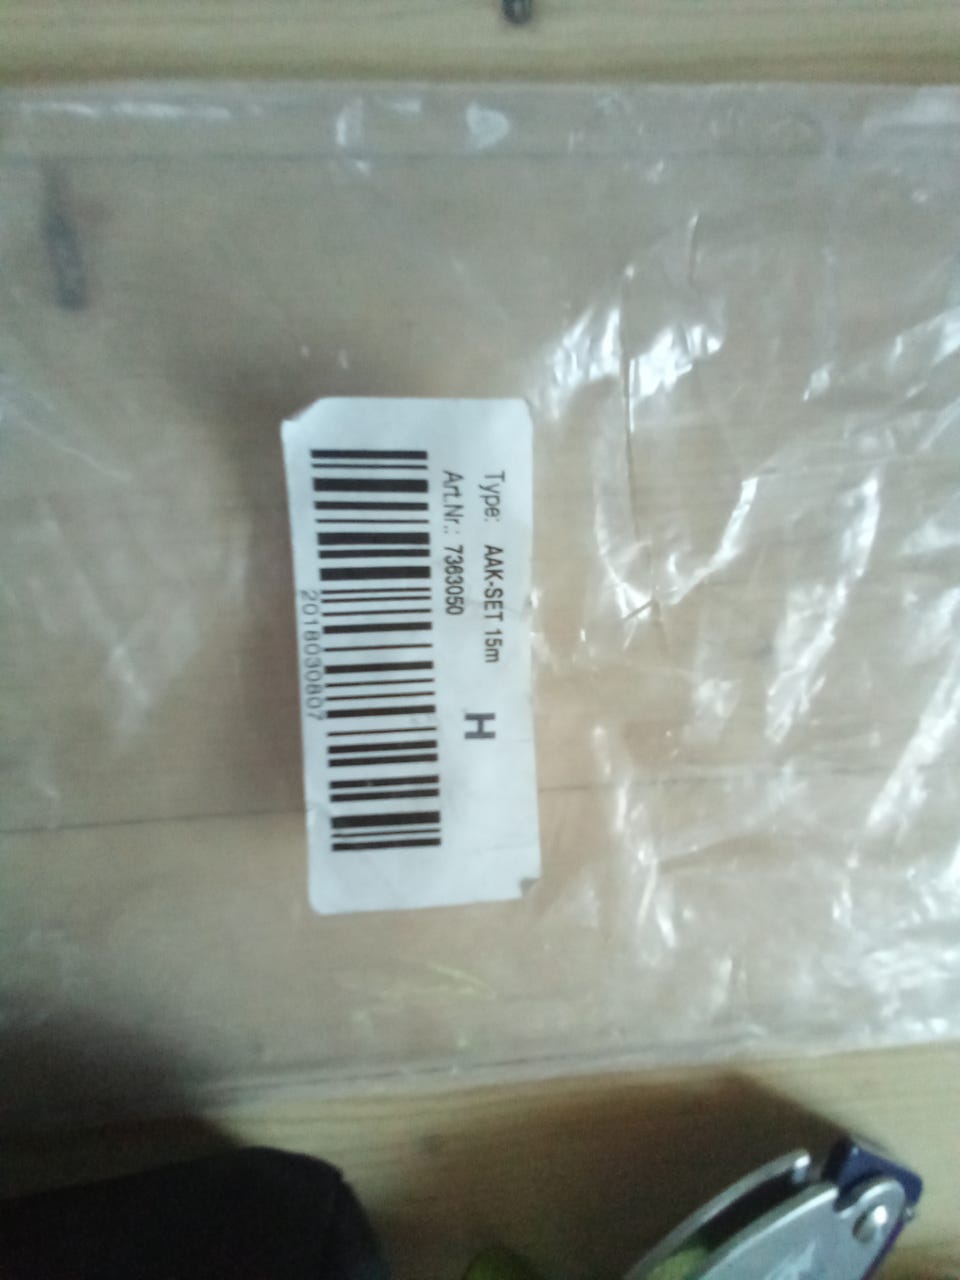 Type: AAK-SET 15m
H
Art.Nr.: 7363050
2018030807